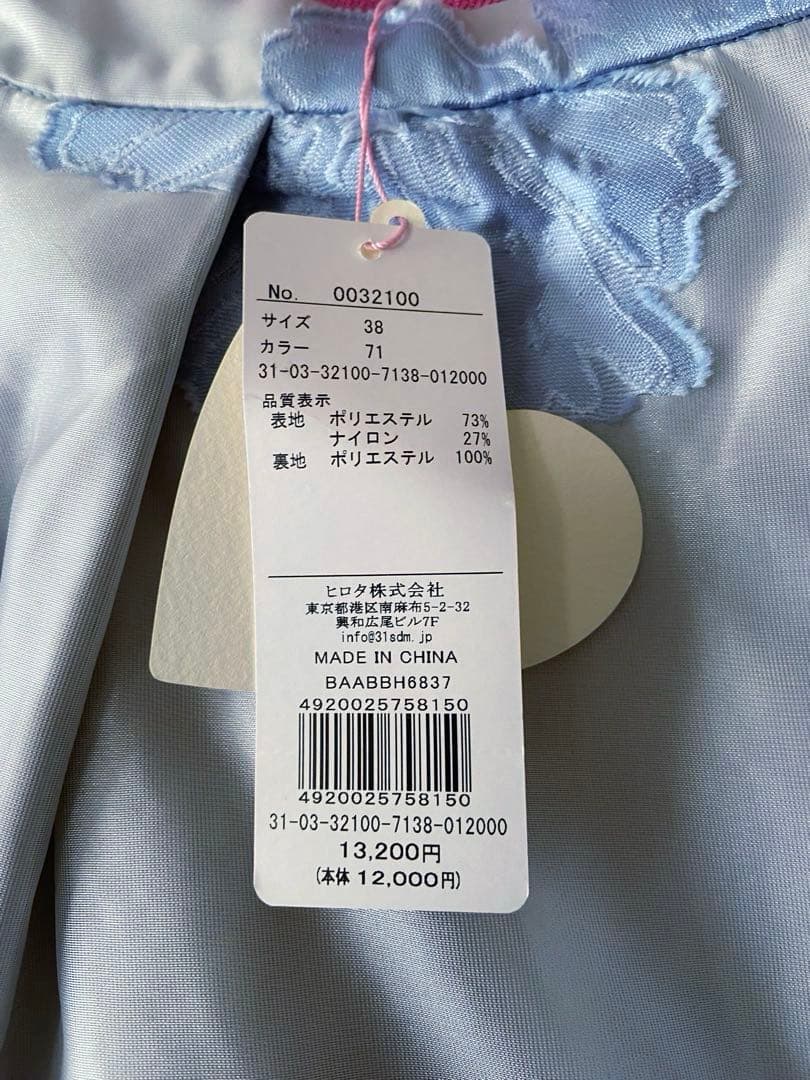 No. 0032100
サイズ 38
カラー 71
31-03-32100-7138-012000
品質表示
表地 ポリエステル 73%
ナイロン 27%
裏地 ポリエステル 100%
ヒロタ株式会社
東京都港区南麻布5-2-32
興和広尾ビル7F
info@31sdm.jp
MADE IN CHINA
BAABBH6837
4920025758150
4920025758150
31-03-32100-7138-012000
13,200円
(本体 12,000円)